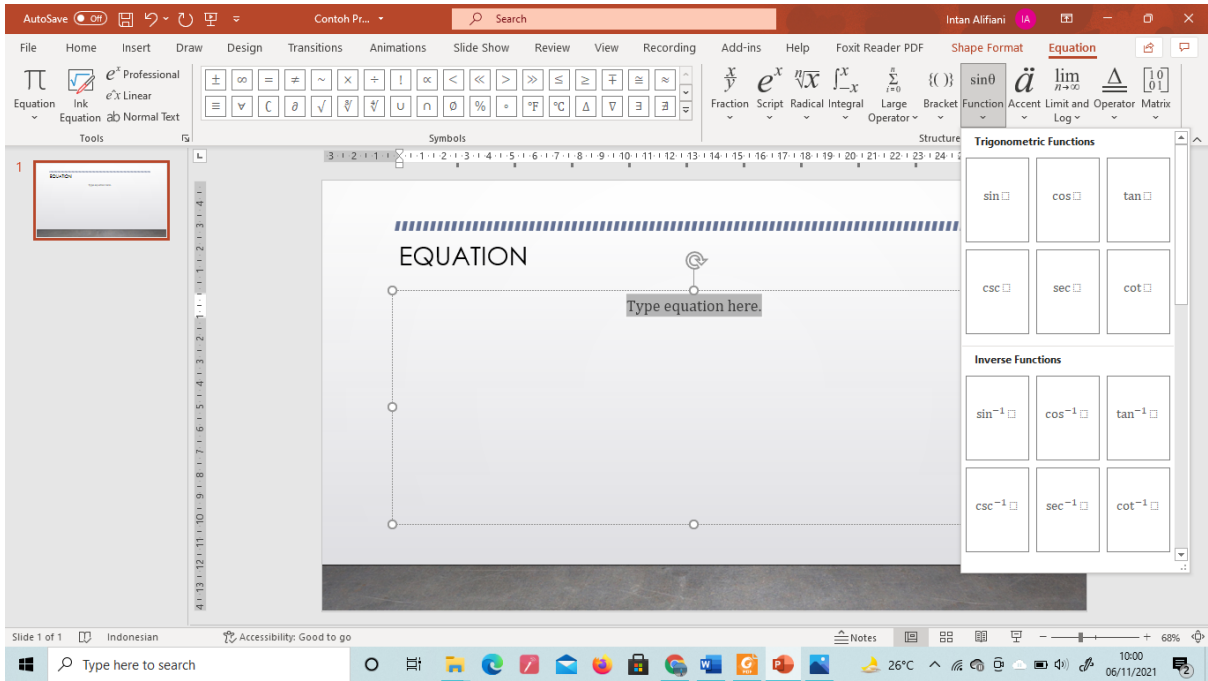 AutoSave Off Contoh Pr... Search Intan Alifiani IA
File Home Insert Draw Design Transitions Animations Slide Show Review View Recording Add-ins Help Foxit Reader PDF Shape Format Equation
Equation
Ink Equation
eˣ Professional
e^x Linear
ab Normal Text
Tools
± ∞ = ≠ ~ × ÷ ! ∝ < ≪ > ≫ ≤ ≥ ∓ ≅ ≈
≡ ∀ ∁ ∂ √ ∛ ∜ ∪ ∩ ∅ % ° °F °C ∆ ∇ ∃ ∄
Symbols
Fraction Script Radical Integral Large Operator Bracket Function Accent Limit and Log Operator Matrix
Structure
Trigonometric Functions
sin cos tan
csc sec cot
Inverse Functions
sin⁻¹ cos⁻¹ tan⁻¹
csc⁻¹ sec⁻¹ cot⁻¹
1
EQUATION
Type equation here.
Slide 1 of 1 Indonesian Accessibility: Good to go Notes 68%
Type here to search 26°C 10:00
06/11/2021